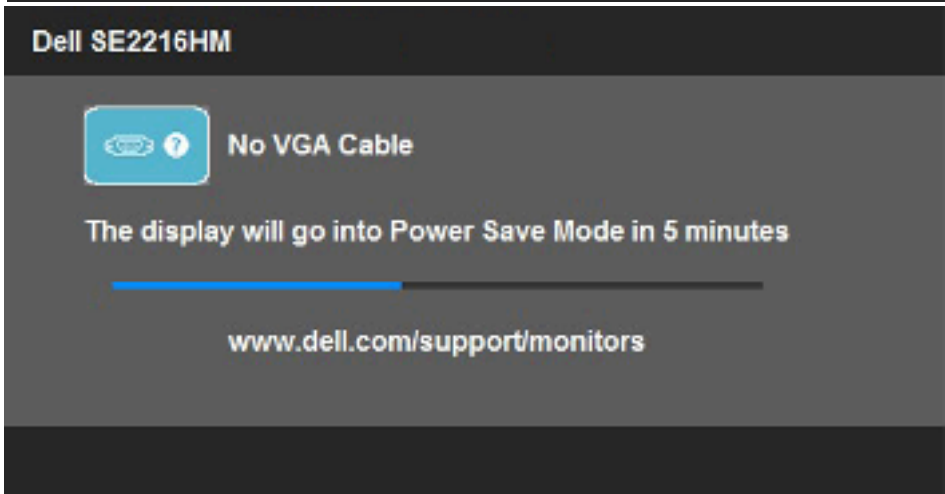 Dell SE2216HM
?
No VGA Cable
The display will go into Power Save Mode in 5 minutes
www.dell.com/support/monitors